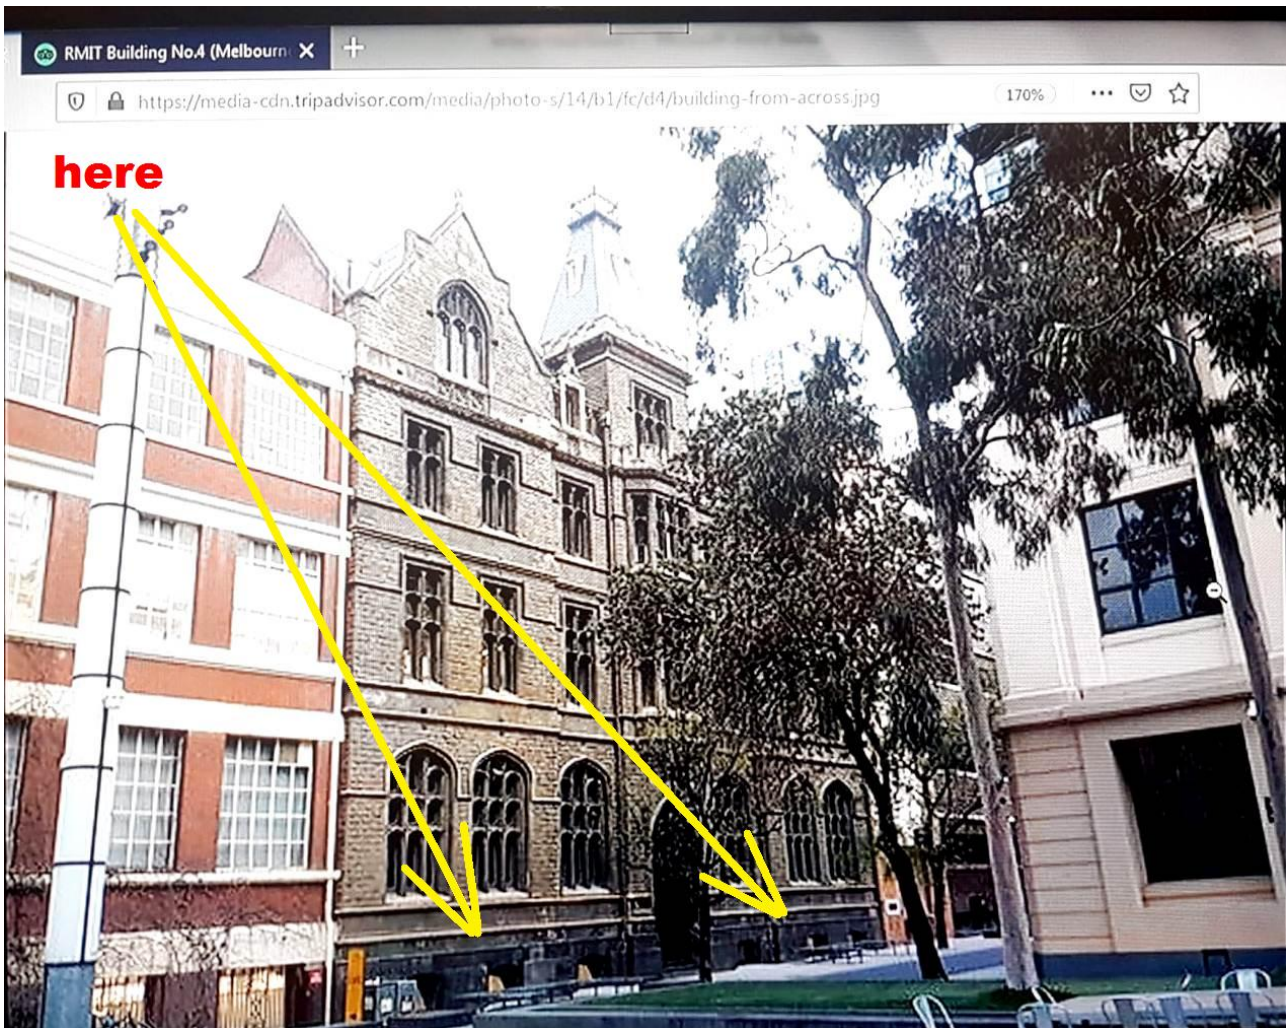 RMIT Building No.4 (Melbourn
https://media-cdn.tripadvisor.com/media/photo-s/14/b1/fc/d4/building-from-across.jpg
170%
here